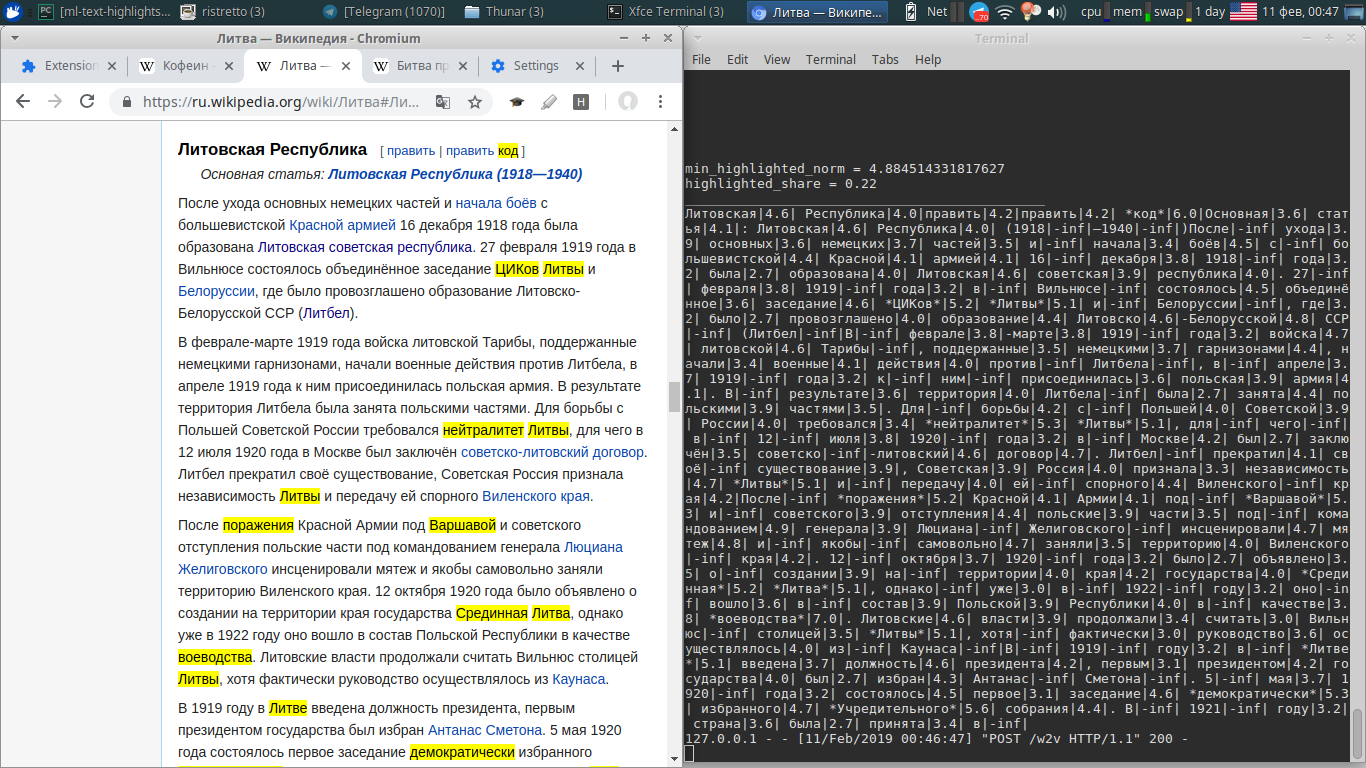 [ml-text-highlights... ristretto (3) [Telegram (1070)] Thunar (3) Xfce Terminal (3) Литва — Википе... Net 70 cpu mem swap 1 day 11 фев, 00:47
Литва — Википедия - Chromium
Extension Кофеин - Литва — Битва пр Settings
https://ru.wikipedia.org/wiki/Литва#Ли...
Литовская Республика [ править | править код ]
Основная статья: Литовская Республика (1918—1940)
После ухода основных немецких частей и начала боёв с
большевистской Красной армией 16 декабря 1918 года была
образована Литовская советская республика. 27 февраля 1919 года в
Вильнюсе состоялось объединённое заседание ЦИКов Литвы и
Белоруссии, где было провозглашено образование Литовско-
Белорусской ССР (Литбел).
В феврале-марте 1919 года войска литовской Тарибы, поддержанные
немецкими гарнизонами, начали военные действия против Литбела, в
апреле 1919 года к ним присоединилась польская армия. В результате
территория Литбела была занята польскими частями. Для борьбы с
Польшей Советской России требовался нейтралитет Литвы, для чего в
12 июля 1920 года в Москве был заключён советско-литовский договор.
Литбел прекратил своё существование, Советская Россия признала
независимость Литвы и передачу ей спорного Виленского края.
После поражения Красной Армии под Варшавой и советского
отступления польские части под командованием генерала Люциана
Желиговского инсценировали мятеж и якобы самовольно заняли
территорию Виленского края. 12 октября 1920 года было объявлено о
создании на территории края государства Срединная Литва, однако
уже в 1922 году оно вошло в состав Польской Республики в качестве
воеводства. Литовские власти продолжали считать Вильнюс столицей
Литвы, хотя фактически руководство осуществлялось из Каунаса.
В 1919 году в Литве введена должность президента, первым
президентом государства был избран Антанас Сметона. 5 мая 1920
года состоялось первое заседание демократически избранного
Terminal
File Edit View Terminal Tabs Help
min_highlighted_norm = 4.884514331817627
highlighted_share = 0.22
Литовская|4.6| Республика|4.0|править|4.2|править|4.2| *код*|6.0|Основная|3.6| стат
ья|4.1|: Литовская|4.6| Республика|4.0| (1918|-inf|—1940|-inf|)После|-inf| ухода|3.
9| основных|3.6| немецких|3.7| частей|3.5| и|-inf| начала|3.4| боёв|4.5| с|-inf| бо
льшевистской|4.4| Красной|4.1| армией|4.1| 16|-inf| декабря|3.8| 1918|-inf| года|3.
2| была|2.7| образована|4.0| Литовская|4.6| советская|3.9| республика|4.0|. 27|-inf
| февраля|3.8| 1919|-inf| года|3.2| в|-inf| Вильнюсе|-inf| состоялось|4.5| объединё
нное|3.6| заседание|4.6| *ЦИКов*|5.2| *Литвы*|5.1| и|-inf| Белоруссии|-inf|, где|3.
2| было|2.7| провозглашено|4.0| образование|4.4| Литовско|4.6|-Белорусской|4.8| ССР
|-inf| (Литбел|-inf|В|-inf| феврале|3.8|-марте|3.8| 1919|-inf| года|3.2| войска|4.7
| литовской|4.6| Тарибы|-inf|, поддержанные|3.5| немецкими|3.7| гарнизонами|4.4|, н
ачали|3.4| военные|4.1| действия|4.0| против|-inf| Литбела|-inf|, в|-inf| апреле|3.
7| 1919|-inf| года|3.2| к|-inf| ним|-inf| присоединилась|3.6| польская|3.9| армия|4
.1|. В|-inf| результате|3.6| территория|4.0| Литбела|-inf| была|2.7| занята|4.4| по
льскими|3.9| частями|3.5|. Для|-inf| борьбы|4.2| с|-inf| Польшей|4.0| Советской|3.9
| России|4.0| требовался|3.4| *нейтралитет*|5.3| *Литвы*|5.1|, для|-inf| чего|-inf|
 в|-inf| 12|-inf| июля|3.8| 1920|-inf| года|3.2| в|-inf| Москве|4.2| был|2.7| заклю
чён|3.5| советско|-inf|-литовский|4.6| договор|4.7|. Литбел|-inf| прекратил|4.1| св
оё|-inf| существование|3.9|, Советская|3.9| Россия|4.0| признала|3.3| независимость
|4.7| *Литвы*|5.1| и|-inf| передачу|4.0| ей|-inf| спорного|4.4| Виленского|-inf| кр
ая|4.2|После|-inf| *поражения*|5.2| Красной|4.1| Армии|4.1| под|-inf| *Варшавой*|5.
3| и|-inf| советского|3.9| отступления|4.4| польские|3.9| части|3.5| под|-inf| кома
ндованием|4.9| генерала|3.9| Люциана|-inf| Желиговского|-inf| инсценировали|4.7| мя
теж|4.8| и|-inf| якобы|-inf| самовольно|4.7| заняли|3.5| территорию|4.0| Виленского
|-inf| края|4.2|. 12|-inf| октября|3.7| 1920|-inf| года|3.2| было|2.7| объявлено|3.
5| о|-inf| создании|3.9| на|-inf| территории|4.0| края|4.2| государства|4.0| *Среди
нная*|5.2| *Литва*|5.1|, однако|-inf| уже|3.0| в|-inf| 1922|-inf| году|3.2| оно|-in
f| вошло|3.6| в|-inf| состав|3.9| Польской|3.9| Республики|4.0| в|-inf| качестве|3.
8| *воеводства*|7.0|. Литовские|4.6| власти|3.9| продолжали|3.4| считать|3.0| Вильн
юс|-inf| столицей|3.5| *Литвы*|5.1|, хотя|-inf| фактически|3.0| руководство|3.6| ос
уществлялось|4.0| из|-inf| Каунаса|-inf|В|-inf| 1919|-inf| году|3.2| в|-inf| *Литве
*|5.1| введена|3.7| должность|4.6| президента|4.2|, первым|3.1| президентом|4.2| го
сударства|4.0| был|2.7| избран|4.3| Антанас|-inf| Сметона|-inf|. 5|-inf| мая|3.7| 1
920|-inf| года|3.2| состоялось|4.5| первое|3.1| заседание|4.6| *демократически*|5.3
| избранного|4.7| *Учредительного*|5.6| собрания|4.4|. В|-inf| 1921|-inf| году|3.2|
 страна|3.6| была|2.7| принята|3.4| в|-inf|
127.0.0.1 - - [11/Feb/2019 00:46:47] "POST /w2v HTTP/1.1" 200 -